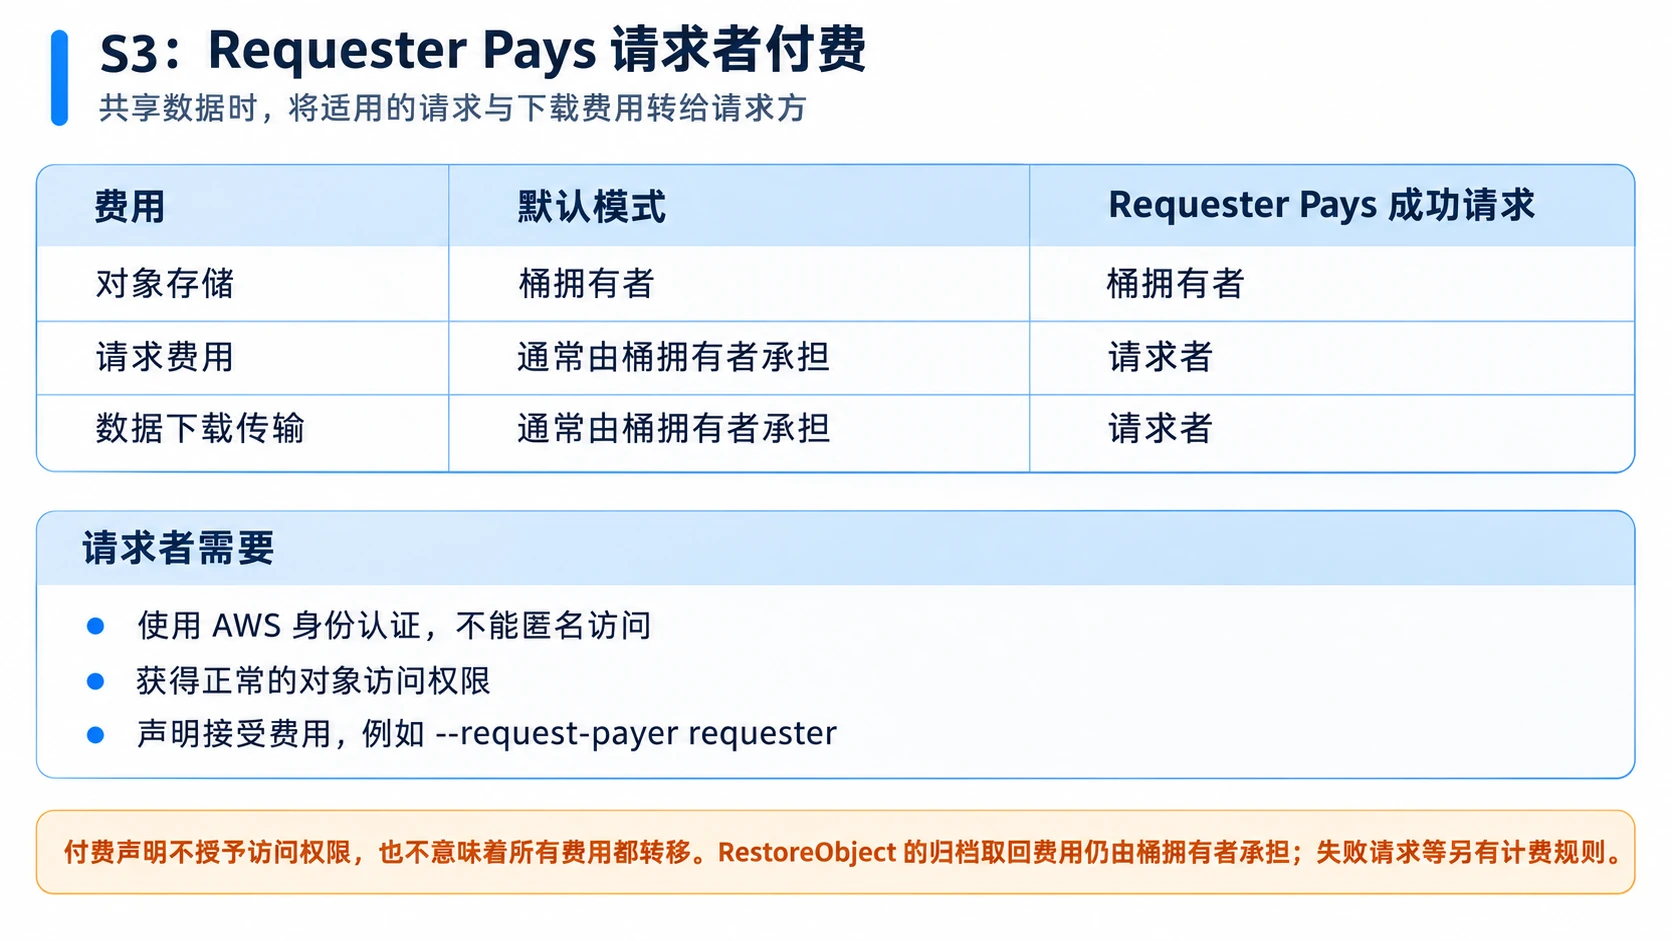 S3：Requester Pays 请求者付费
共享数据时，将适用的请求与下载费用转给请求方
费用 默认模式 Requester Pays 成功请求
对象存储 桶拥有者 桶拥有者
请求费用 通常由桶拥有者承担 请求者
数据下载传输 通常由桶拥有者承担 请求者
请求者需要
使用 AWS 身份认证，不能匿名访问
获得正常的对象访问权限
声明接受费用，例如 --request-payer requester
付费声明不授予访问权限，也不意味着所有费用都转移。RestoreObject 的归档取回费用仍由桶拥有者承担；失败请求等另有计费规则。